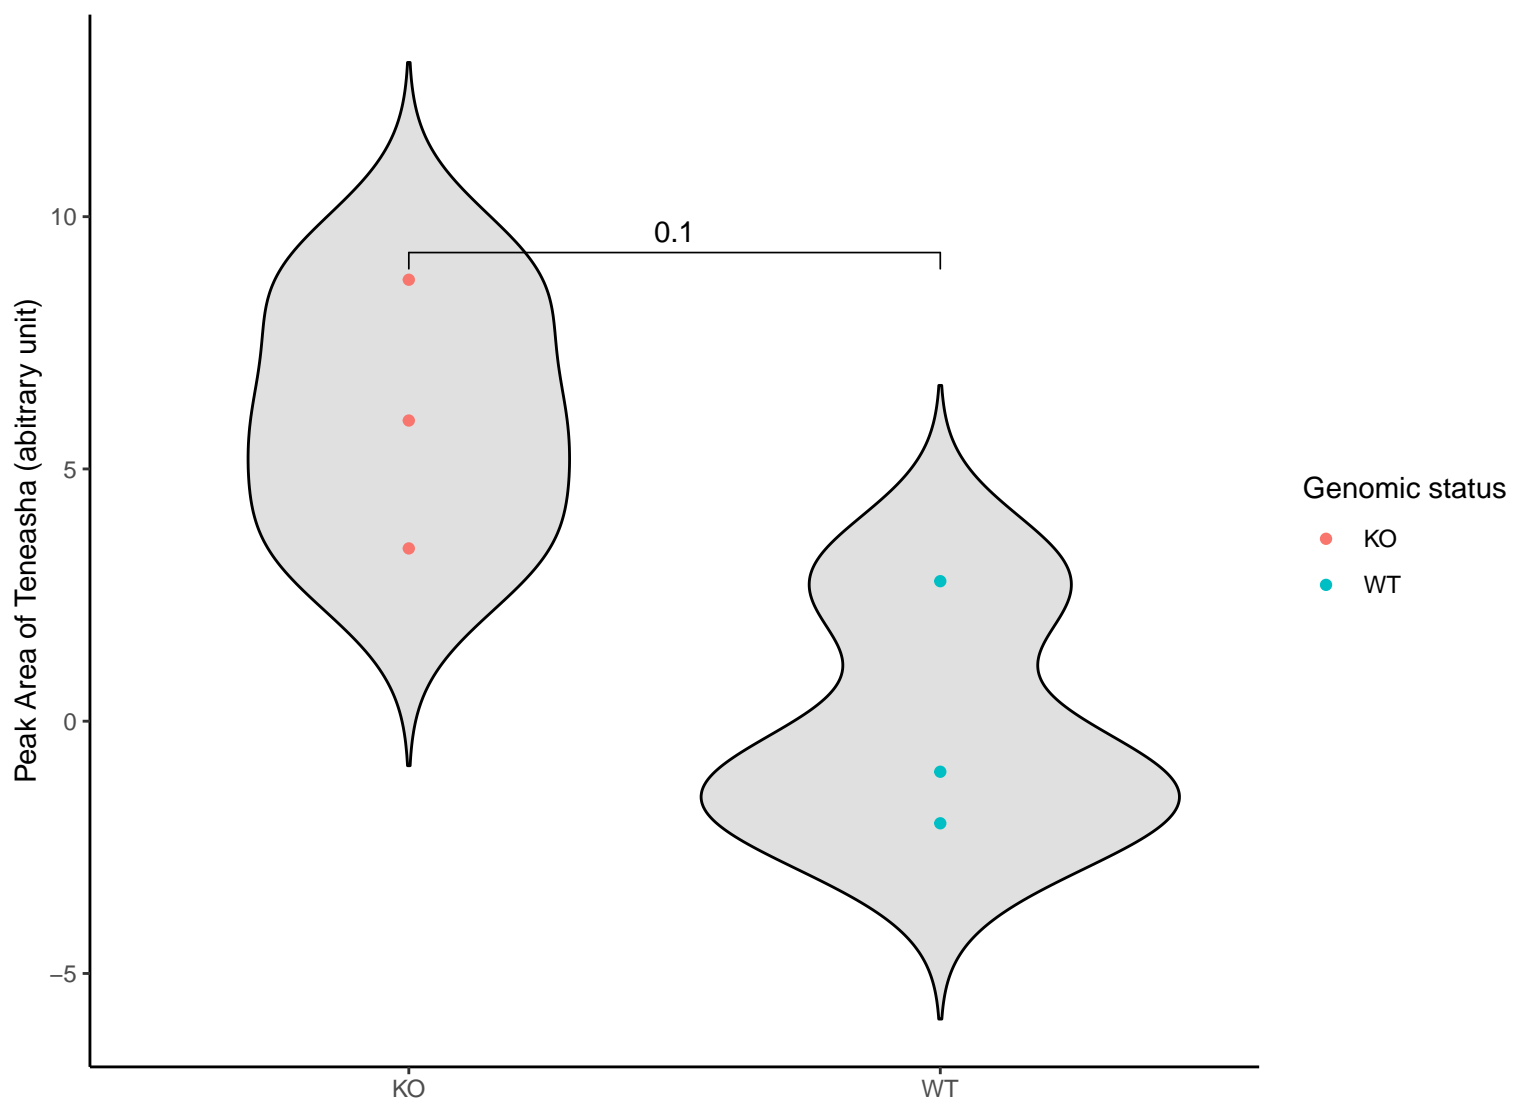 Peak Area of Teneasha (abitrary unit)
10
5
0
−5
0.1
KO
WT
Genomic status
KO
WT